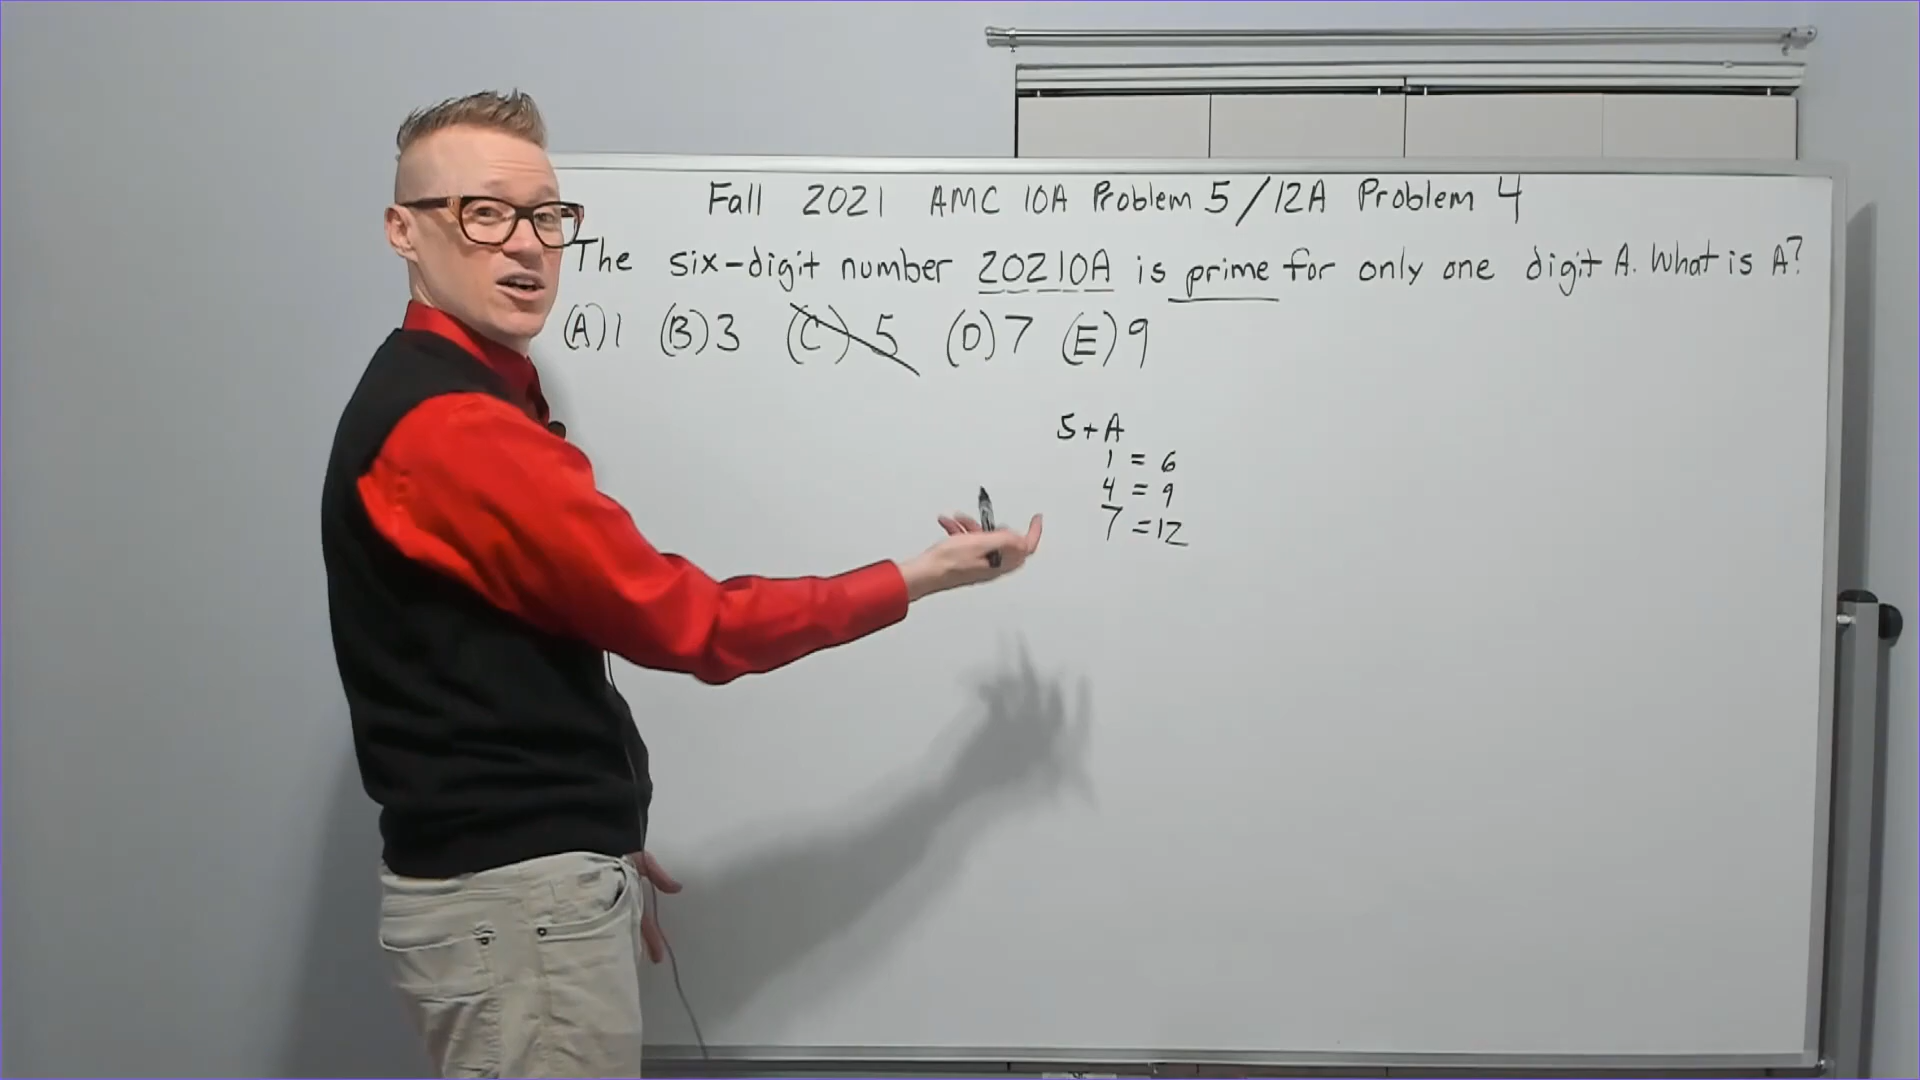 Fall 2021 AMC 10A Problem 5/12A Problem 4
The six-digit number 20210A is prime for only one digit A. What is A?
(A) 1 (B) 3 (C) 5 (D) 7 (E) 9
5+A
1 = 6
4 = 9
7 = 12